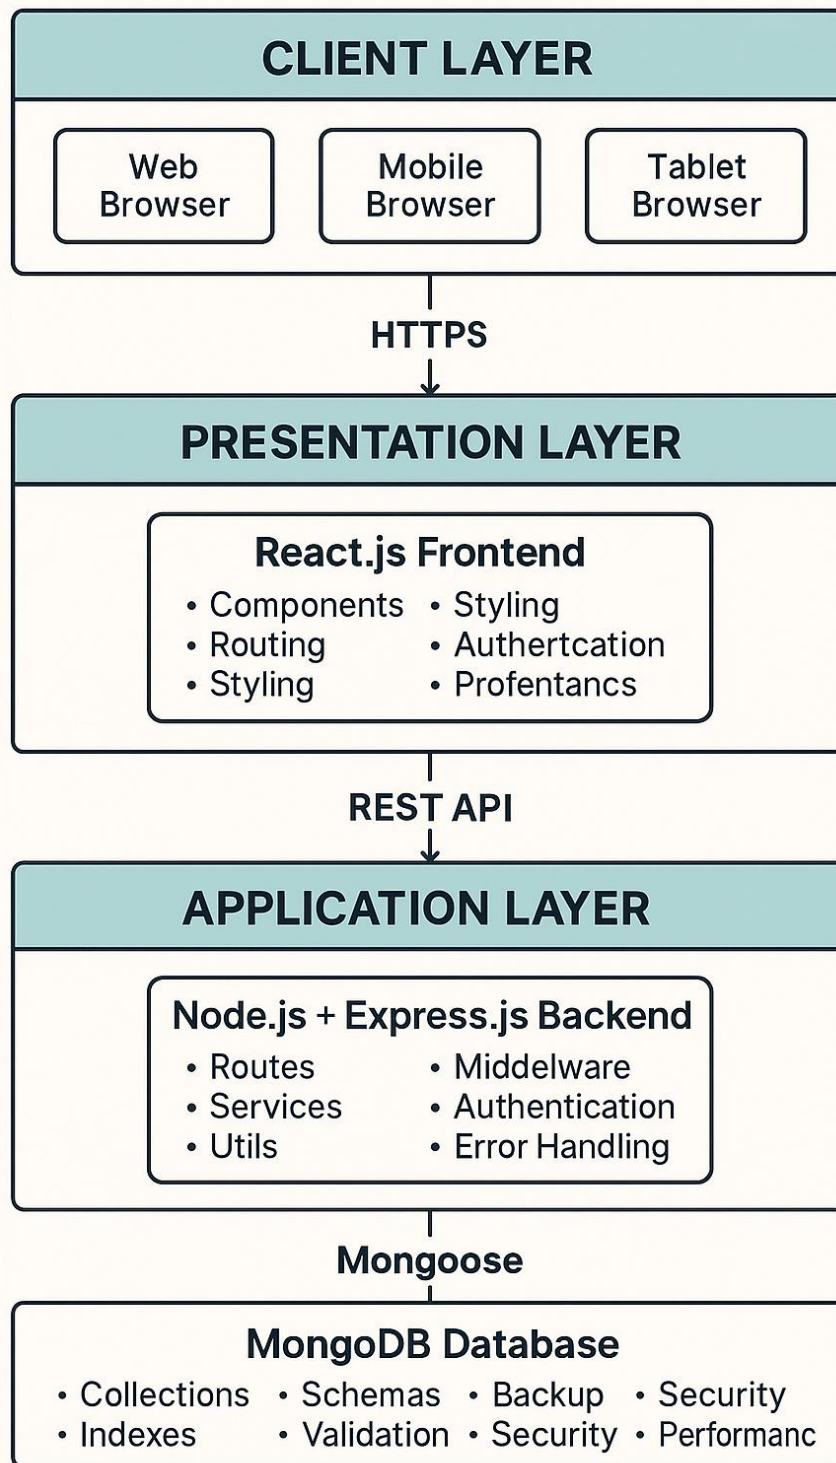 CLIENT LAYER
Web
Browser
Mobile
Browser
Tablet
Browser
HTTPS
PRESENTATION LAYER
React.js Frontend
• Components
• Routing
• Styling
• Styling
• Authertcation
• Profentancs
REST API
APPLICATION LAYER
Node.js + Express.js Backend
• Routes
• Services
• Utils
• Middelware
• Authentication
• Error Handling
Mongoose
MongoDB Database
• Collections • Schemas • Backup • Security
• Indexes • Validation • Security • Performanc